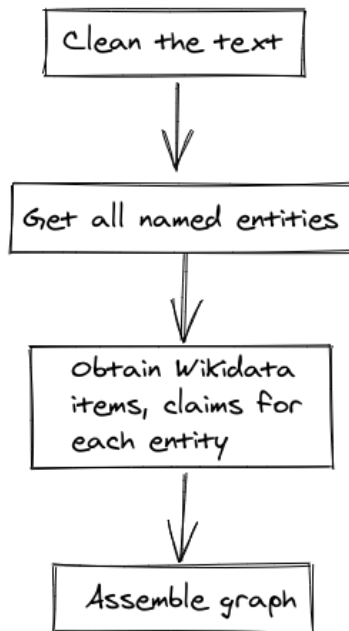 Clean the text
Get all named entities
Obtain Wikidata
items, claims for
each entity
Assemble graph